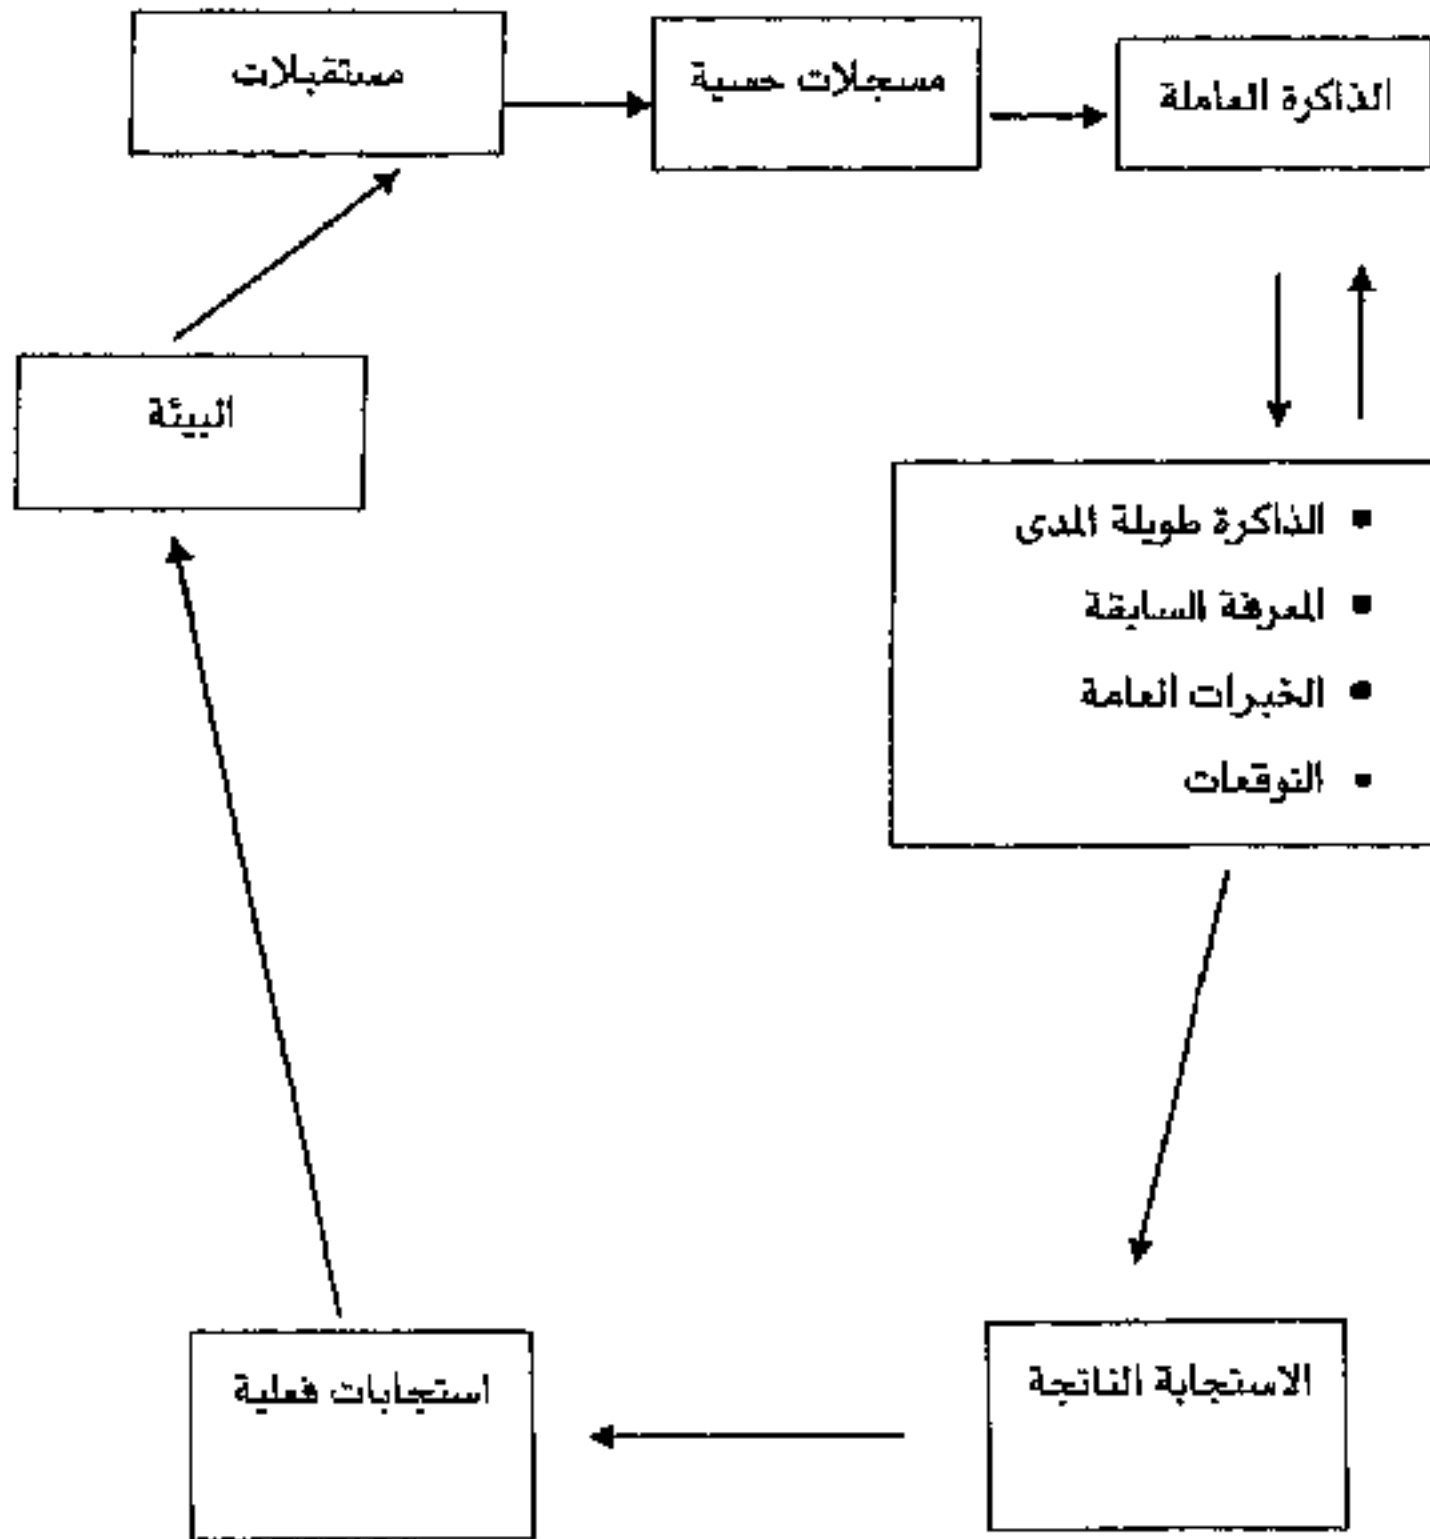 مستقبلات
مسجلات حسية
الذاكرة العاملة
البيئة
• الذاكرة طويلة المدى
• المعرفة السابقة
• الخبرات العامة
• التوقعات
استجابات فعلية
الاستجابة الناتجة